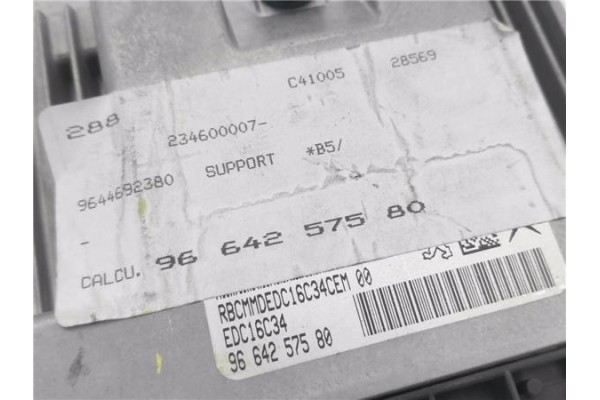 288 234600007- C41005 28569
9644692380 SUPPORT *B5/
-
CALCU. 96 642 575 80
RBCMMDEDC16C34CEM 00
EDC16C34
96 642 575 80